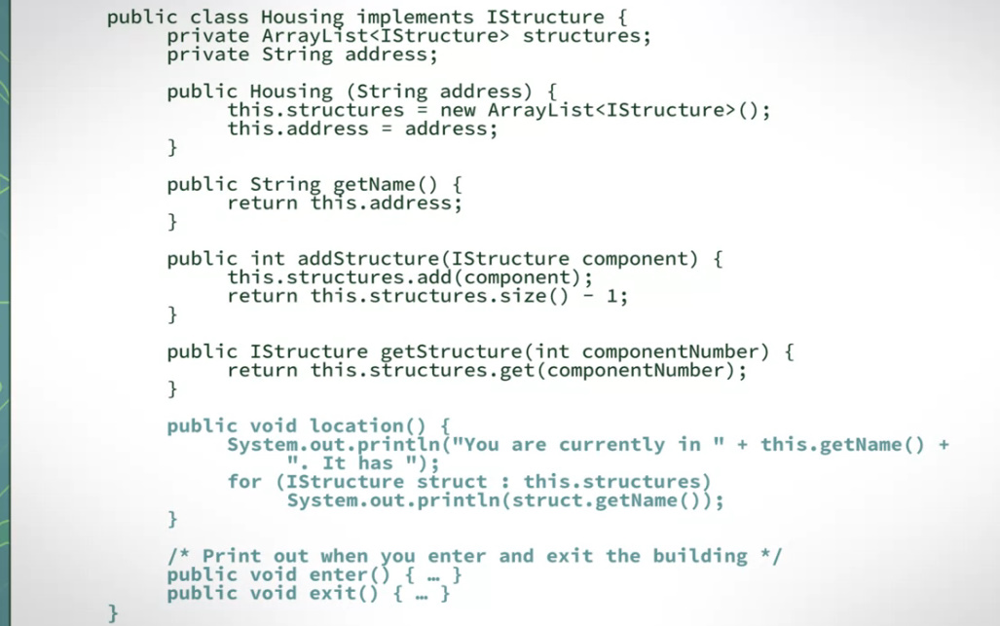 public class Housing implements IStructure {
private ArrayList<IStructure> structures;
private String address;
public Housing (String address) {
this.structures = new ArrayList<IStructure>();
this.address = address;
}
public String getName() {
return this.address;
}
public int addStructure(IStructure component) {
this.structures.add(component);
return this.structures.size() - 1;
}
public IStructure getStructure(int componentNumber) {
return this.structures.get(componentNumber);
}
public void location() {
System.out.println("You are currently in " + this.getName() +
". It has ");
for (IStructure struct : this.structures)
System.out.println(struct.getName());
}
/* Print out when you enter and exit the building */
public void enter() { … }
public void exit() { … }
}